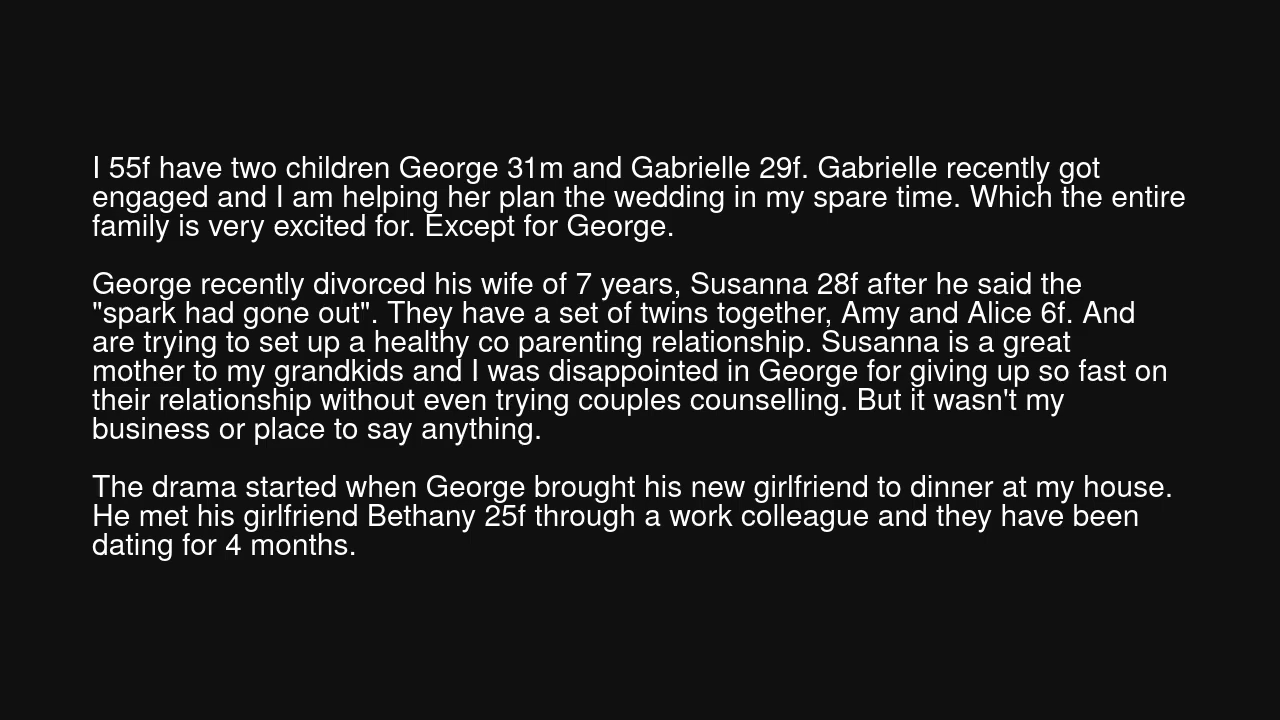 I 55f have two children George 31m and Gabrielle 29f. Gabrielle recently got
engaged and I am helping her plan the wedding in my spare time. Which the entire
family is very excited for. Except for George.
George recently divorced his wife of 7 years, Susanna 28f after he said the
"spark had gone out". They have a set of twins together, Amy and Alice 6f. And
are trying to set up a healthy co parenting relationship. Susanna is a great
mother to my grandkids and I was disappointed in George for giving up so fast on
their relationship without even trying couples counselling. But it wasn't my
business or place to say anything.
The drama started when George brought his new girlfriend to dinner at my house.
He met his girlfriend Bethany 25f through a work colleague and they have been
dating for 4 months.